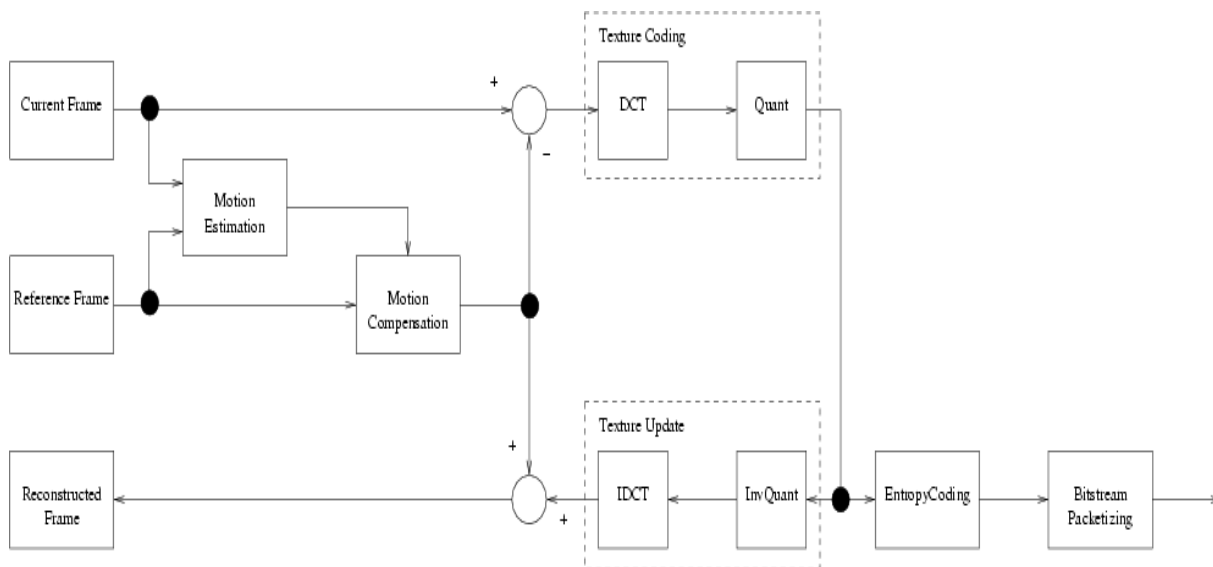 Texture Coding
+
Current Frame
DCT
Quant
-
Motion
Estimation
Reference Frame
Motion
Compensation
Texture Update
+
Reconstructed
Frame
+
IDCT
InvQuant
EntropyCoding
Bitstream
Packetizing